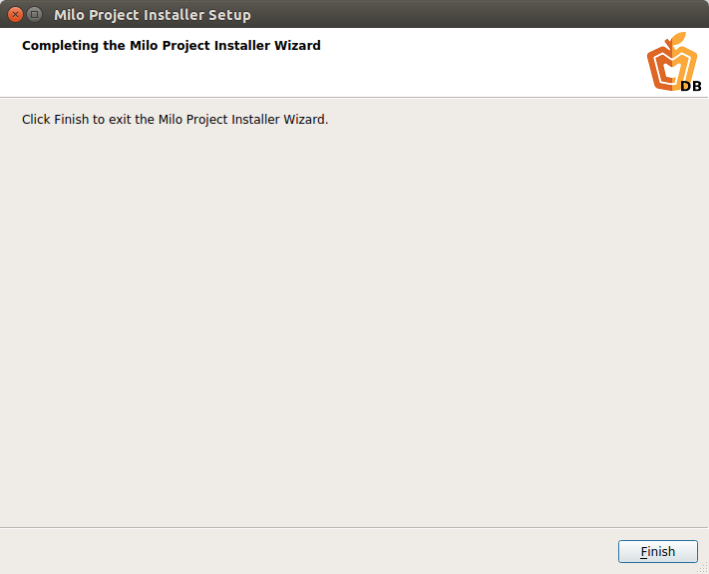 Milo Project Installer Setup
Completing the Milo Project Installer Wizard
DB
Click Finish to exit the Milo Project Installer Wizard.
Finish